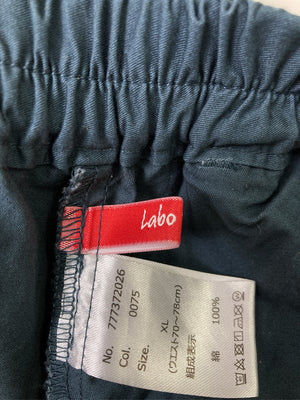 Labo
No. 777372026
Col. 0075
Size. XL
(ウエスト70～78cm)
組成表示
綿 100%